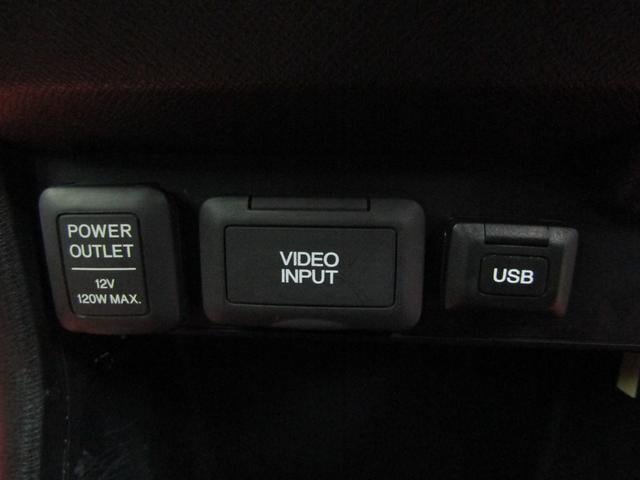 POWER
OUTLET
12V
120W MAX.
VIDEO
INPUT
USB